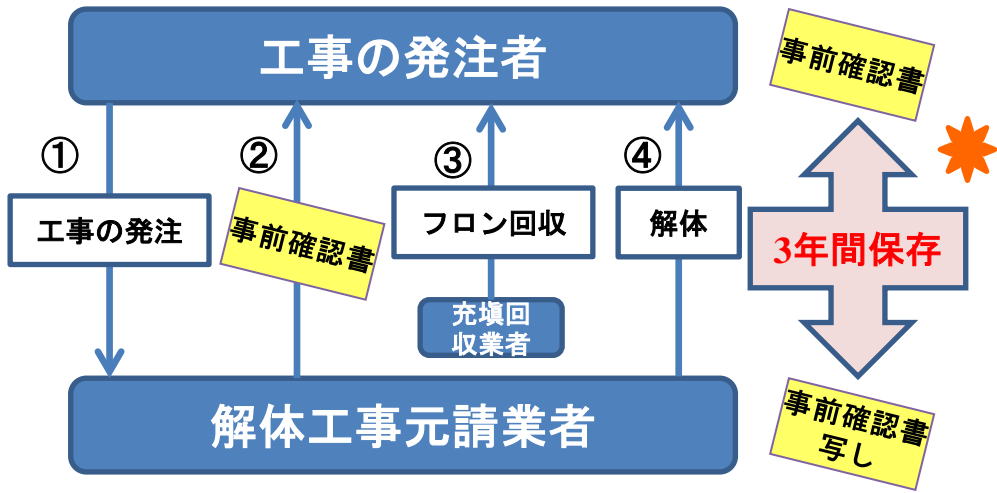 工事の発注者
事前確認書
①
②
③
④
工事の発注
事前確認書
フロン回収
解体
3年間保存
充塡回
収業者
解体工事元請業者
事前確認書
写し